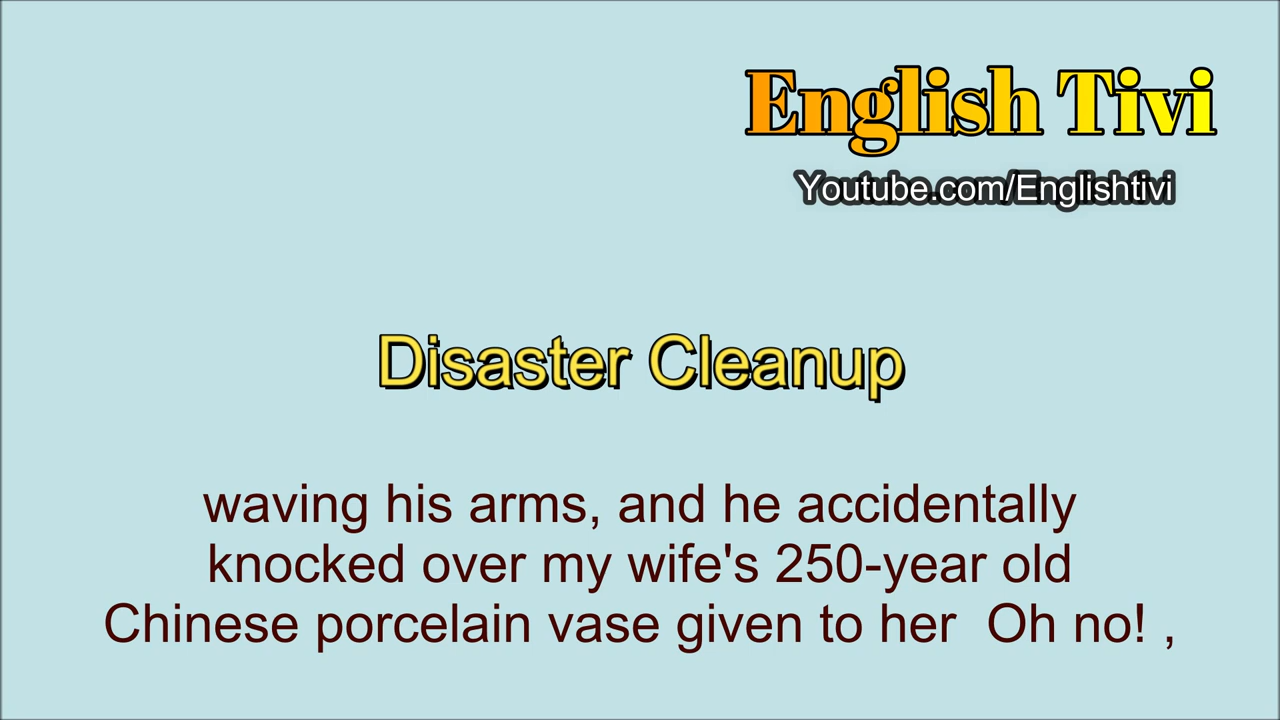 English Tivi
Youtube.com/Englishtivi
Disaster Cleanup
waving his arms, and he accidentally
knocked over my wife's 250-year old
Chinese porcelain vase given to her  Oh no! ,